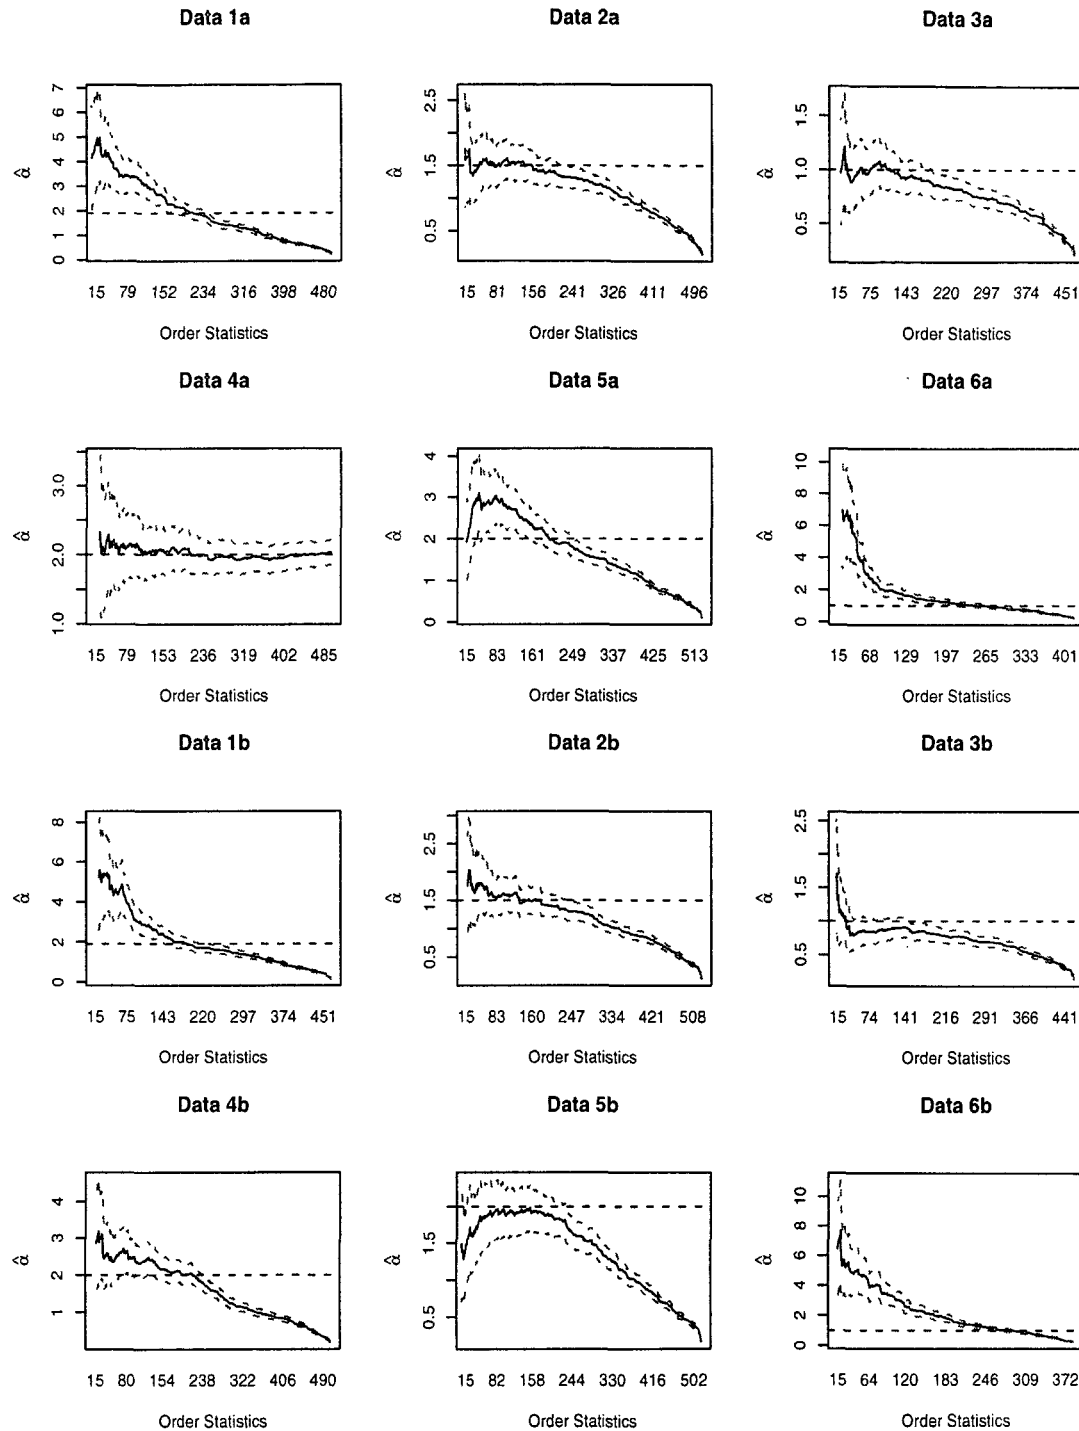 Data 1a
Data 2a
Data 3a
α̂
7
6
5
4
3
2
1
0
15 79 152 234 316 398 480
Order Statistics
α̂
2.5
1.5
0.5
15 81 156 241 326 411 496
Order Statistics
α̂
1.5
1.0
0.5
15 75 143 220 297 374 451
Order Statistics
Data 4a
Data 5a
Data 6a
α̂
3.0
2.0
1.0
15 79 153 236 319 402 485
Order Statistics
α̂
4
3
2
1
0
15 83 161 249 337 425 513
Order Statistics
α̂
10
8
6
4
2
0
15 68 129 197 265 333 401
Order Statistics
Data 1b
Data 2b
Data 3b
α̂
8
6
4
2
0
15 75 143 220 297 374 451
Order Statistics
α̂
2.5
1.5
0.5
15 83 160 247 334 421 508
Order Statistics
α̂
2.5
1.5
0.5
15 74 141 216 291 366 441
Order Statistics
Data 4b
Data 5b
Data 6b
α̂
4
3
2
1
15 80 154 238 322 406 490
Order Statistics
α̂
1.5
0.5
15 82 158 244 330 416 502
Order Statistics
α̂
10
8
6
4
2
0
15 64 120 183 246 309 372
Order Statistics